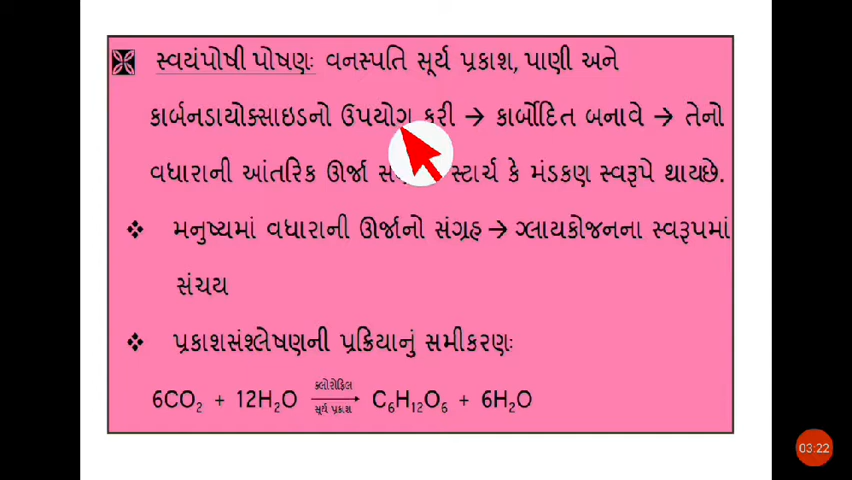 સ્વયંપોષી પોષણઃ વનસ્પતિ સૂર્ય પ્રકાશ, પાણી અને
કાર્બનડાયોક્સાઇડનો ઉપયોગ કરી → કાર્બોદિત બનાવે → તેનો
વધારાની આંતરિક ઊર્જા સ્ટાર્ચ કે મંડકણ સ્વરૂપે થાયછે.
❖ મનુષ્યમાં વધારાની ઊર્જાનો સંગ્રહ → ગ્લાયકોજનના સ્વરૂપમાં
સંચય
❖ પ્રકાશસંશ્લેષણની પ્રક્રિયાનું સમીકરણઃ
ક્લોરોફિલ
6CO₂ + 12H₂O → C₆H₁₂O₆ + 6H₂O
સૂર્ય પ્રકાશ
03:22